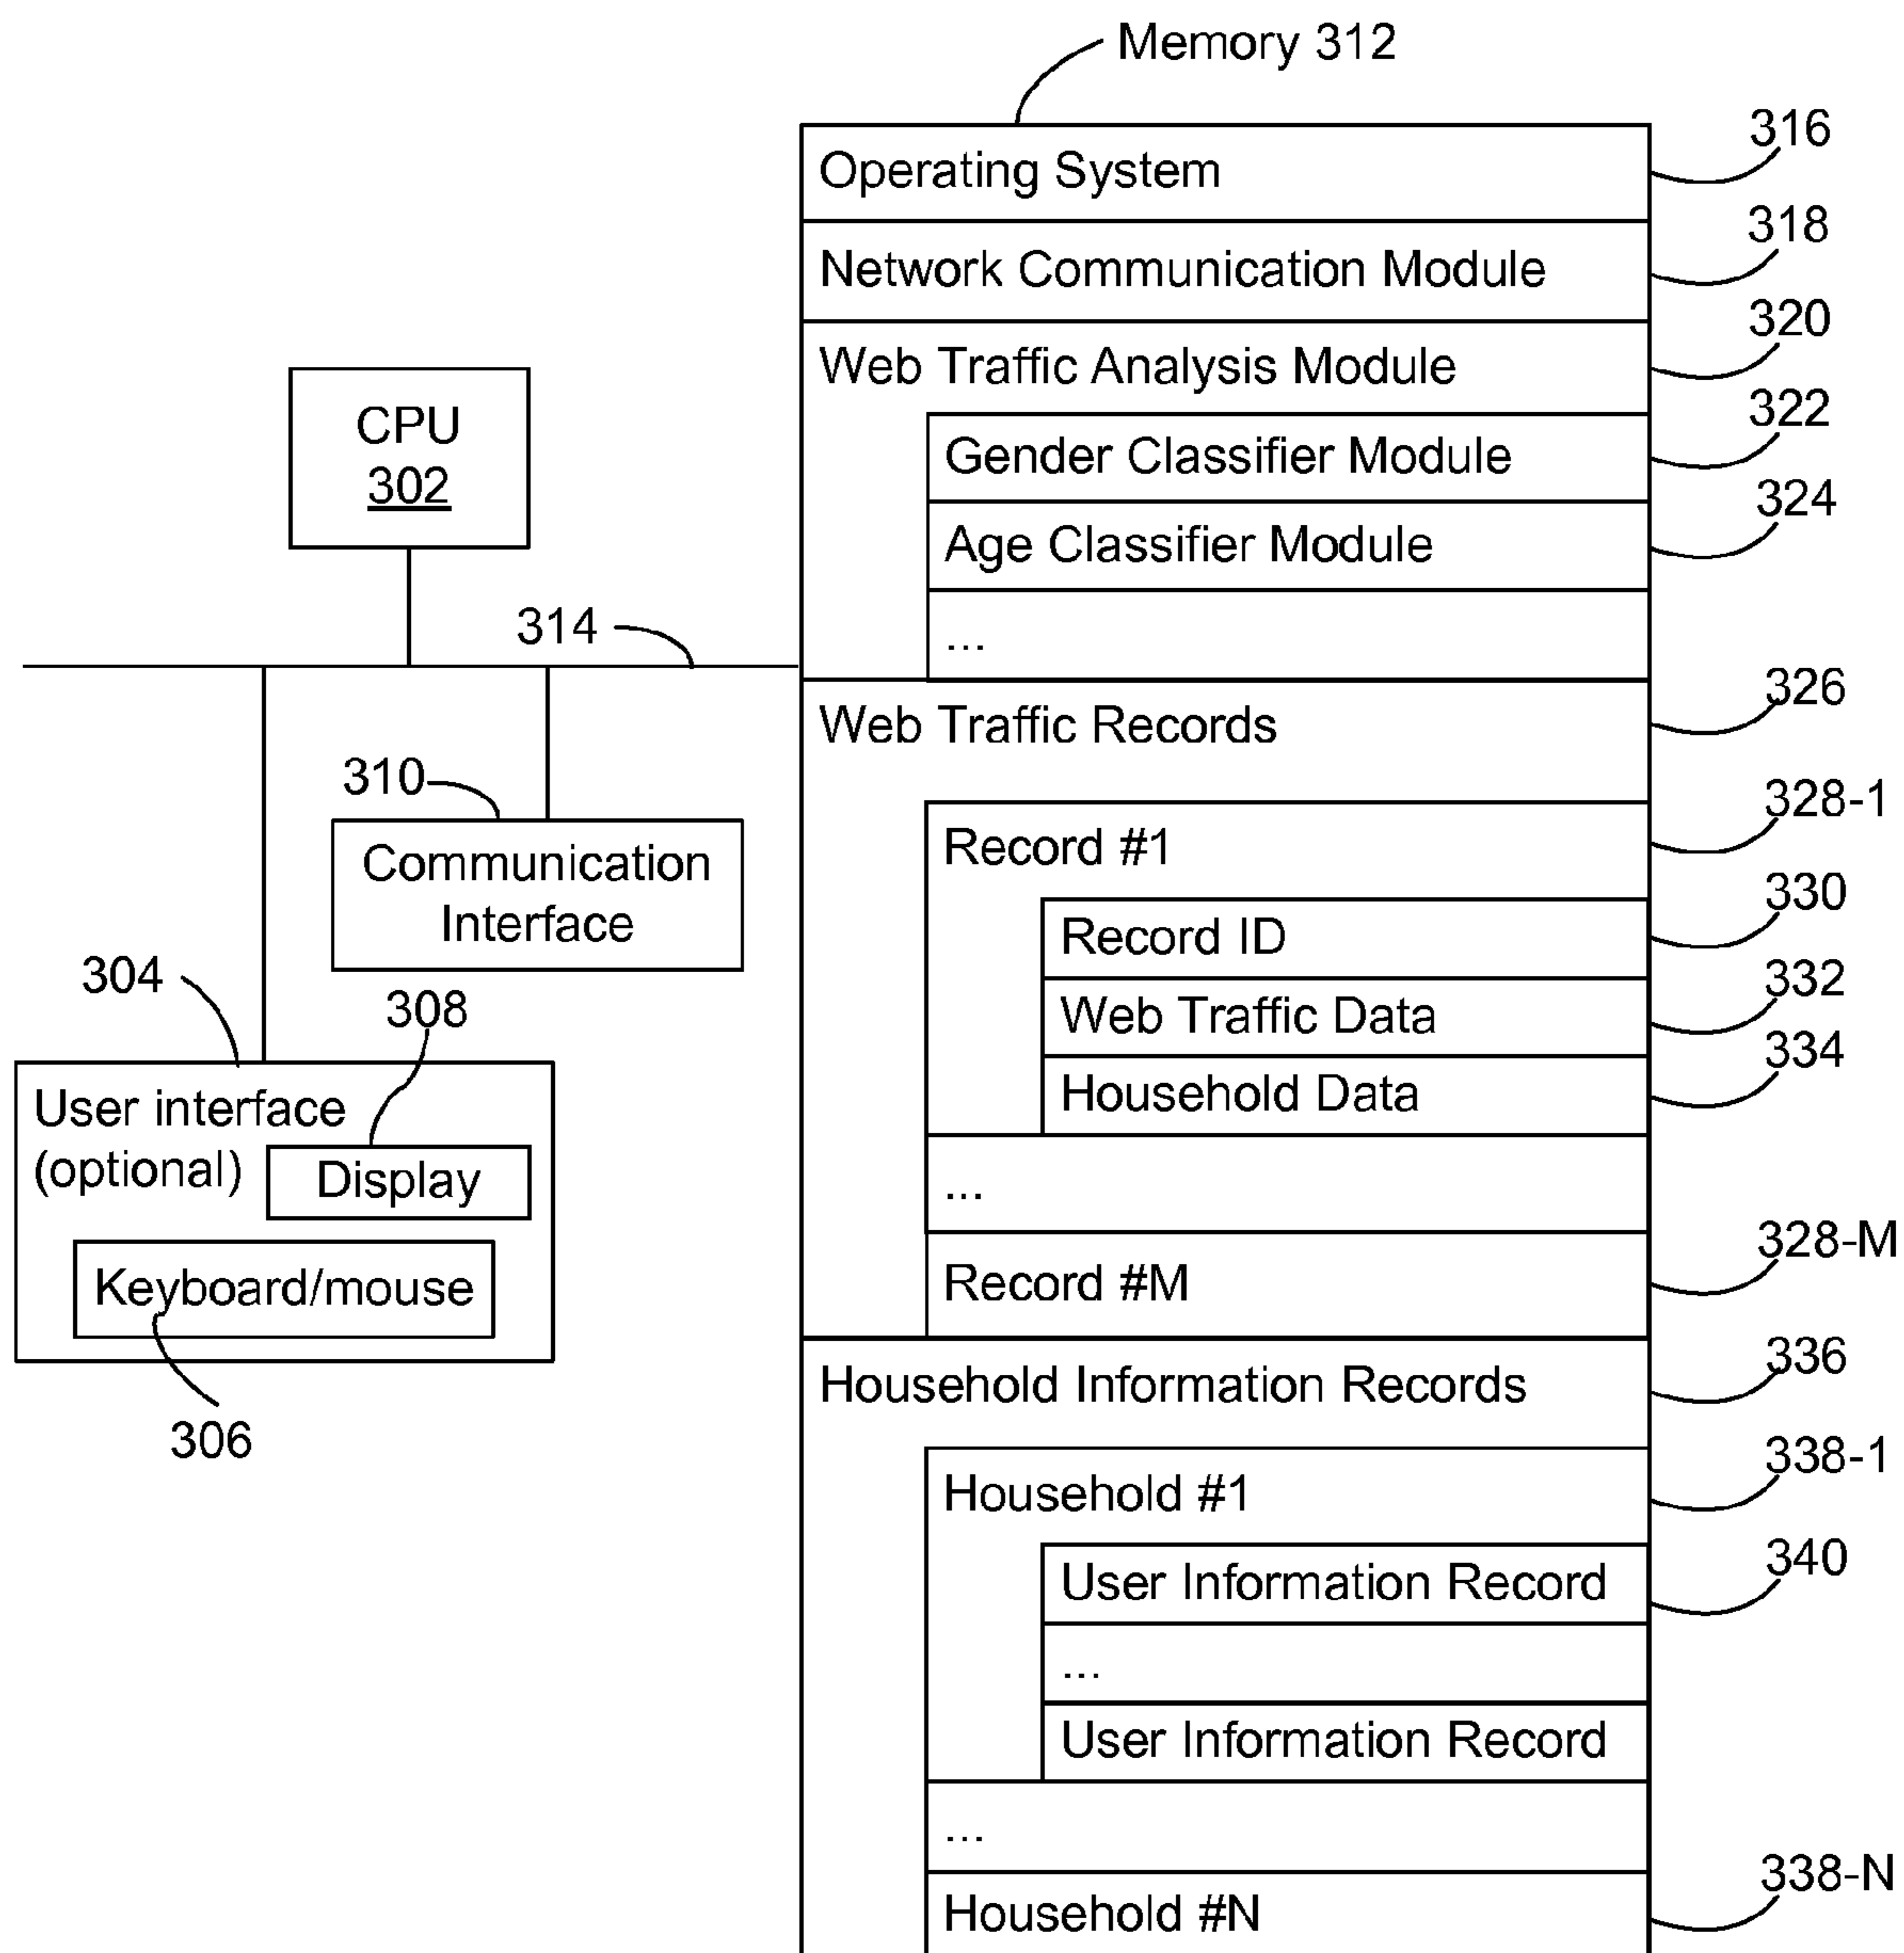 Memory 312
Operating System
316
Network Communication Module
318
Web Traffic Analysis Module
320
Gender Classifier Module
322
Age Classifier Module
324
...
CPU
302
314
Web Traffic Records
326
310
Communication
Interface
Record #1
328-1
Record ID
330
Web Traffic Data
332
Household Data
334
...
Record #M
328-M
304
308
User interface
(optional)
Display
Keyboard/mouse
306
Household Information Records
336
Household #1
338-1
User Information Record
340
...
User Information Record
...
Household #N
338-N